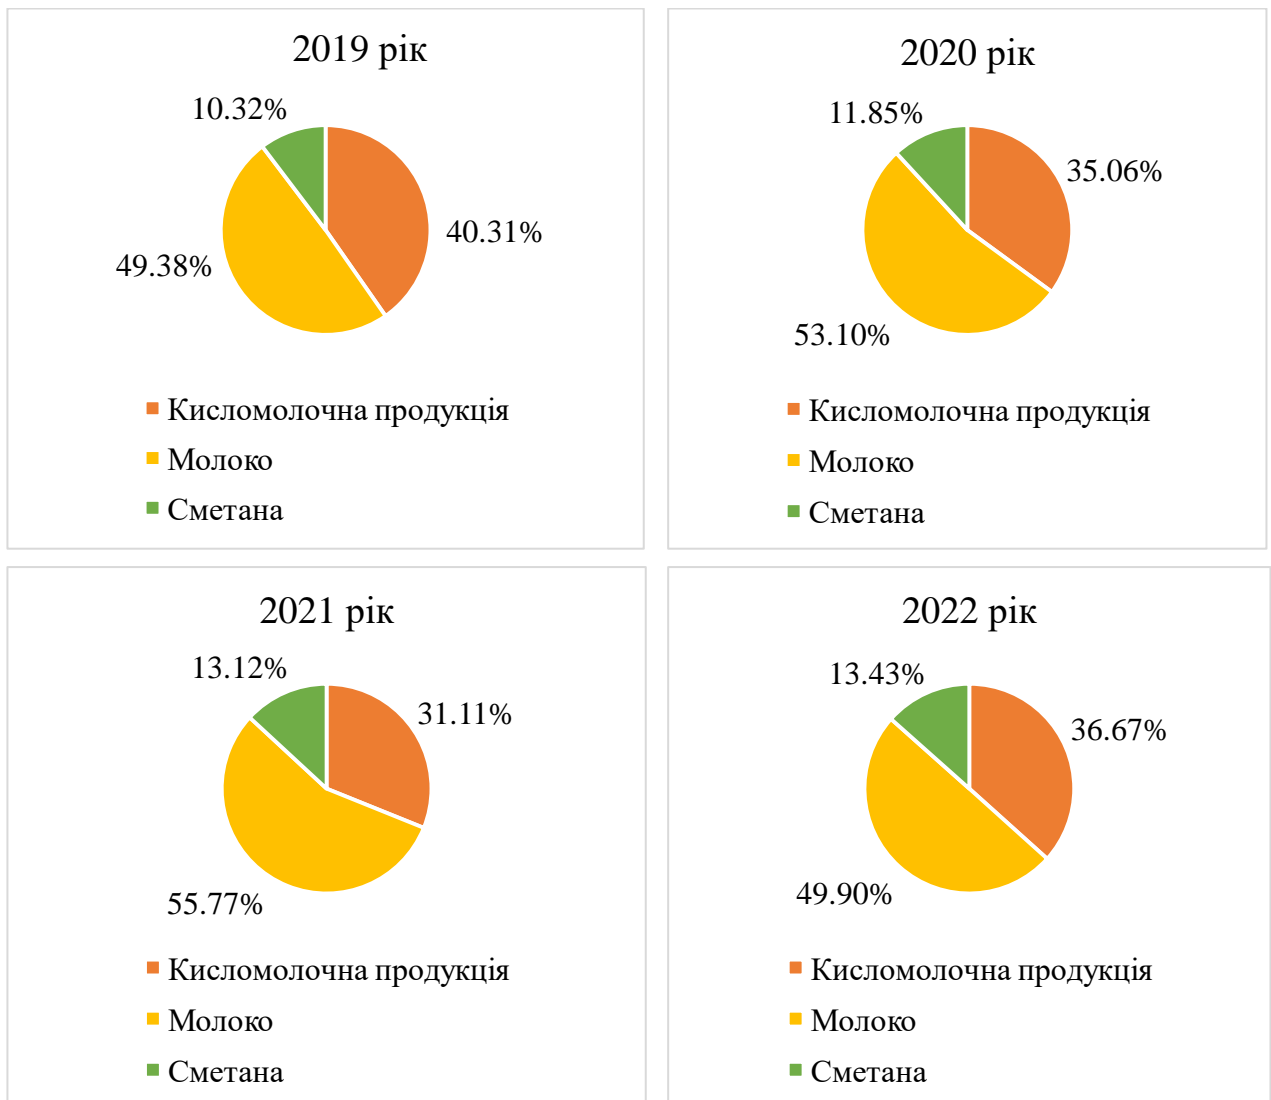 2019 рік
10.32%
40.31%
49.38%
Кисломолочна продукція
Молоко
Сметана
2020 рік
11.85%
35.06%
53.10%
Кисломолочна продукція
Молоко
Сметана
2021 рік
13.12%
31.11%
55.77%
Кисломолочна продукція
Молоко
Сметана
2022 рік
13.43%
36.67%
49.90%
Кисломолочна продукція
Молоко
Сметана